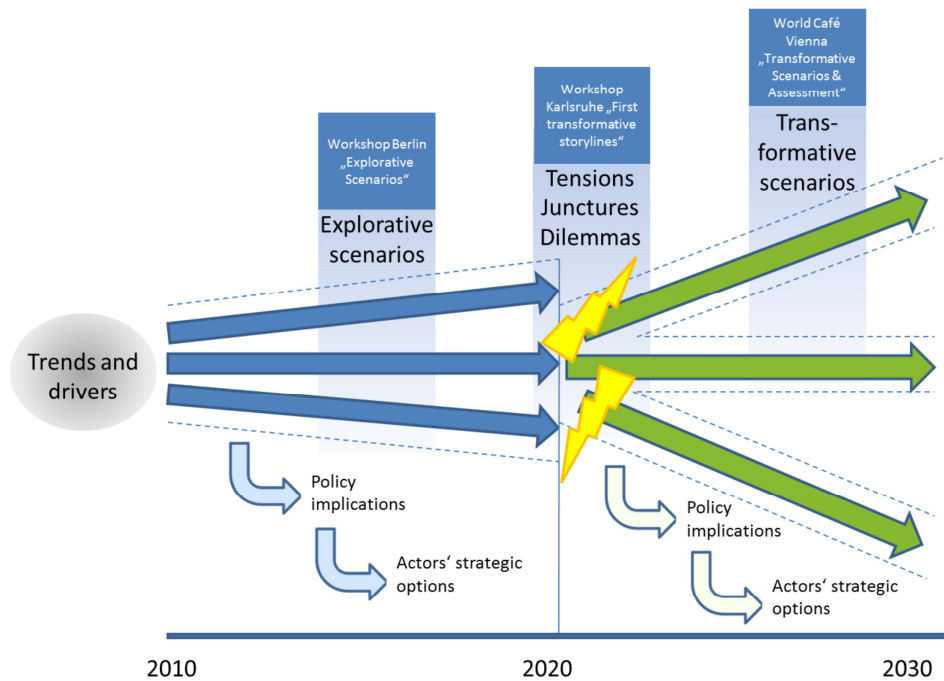 World Café
Vienna
„Transformative
Scenarios &
Assessment“
Workshop
Karlsruhe „First
transformative
storylines“
Workshop Berlin
„Explorative
Scenarios“
Trans-
formative
scenarios
Tensions
Junctures
Dilemmas
Explorative
scenarios
Trends and
drivers
Policy
implications
Actors‘ strategic
options
Policy
implications
Actors‘ strategic
options
2010
2020
2030